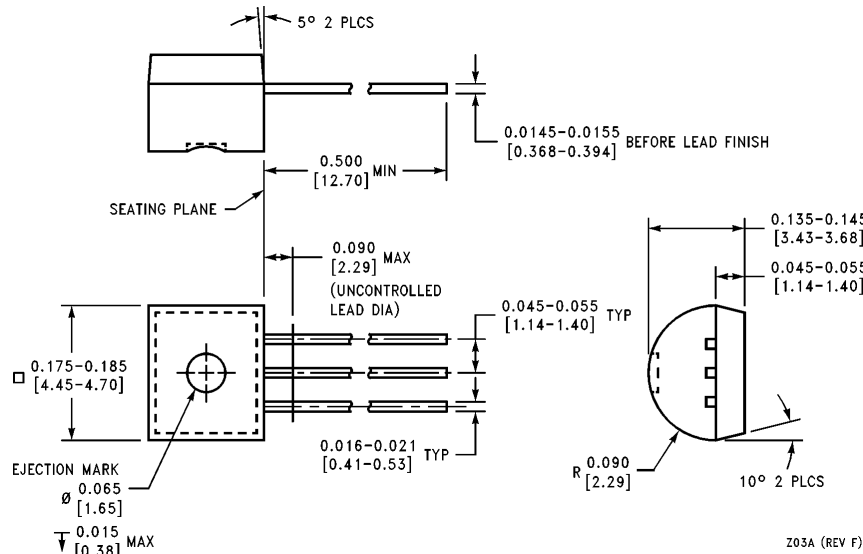 5° 2 PLCS
0.0145–0.0155 BEFORE LEAD FINISH
[0.368–0.394]
0.500 MIN
[12.70]
SEATING PLANE
0.135–0.145
[3.43–3.68]
0.045–0.055
[1.14–1.40]
0.090 MAX
[2.29]
(UNCONTROLLED
LEAD DIA)
0.045–0.055 TYP
[1.14–1.40]
□ 0.175–0.185
[4.45–4.70]
0.016–0.021 TYP
[0.41–0.53]
R 0.090
[2.29]
10° 2 PLCS
EJECTION MARK
Ø 0.065
[1.65]
0.015 MAX
[0.38]
Z03A (REV F)